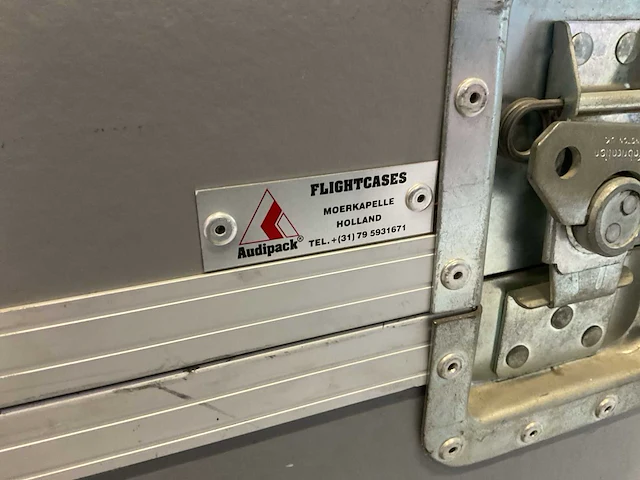 FLIGHTCASES
MOERKAPELLE
HOLLAND
TEL. +(31) 79 5931671
Audipack®